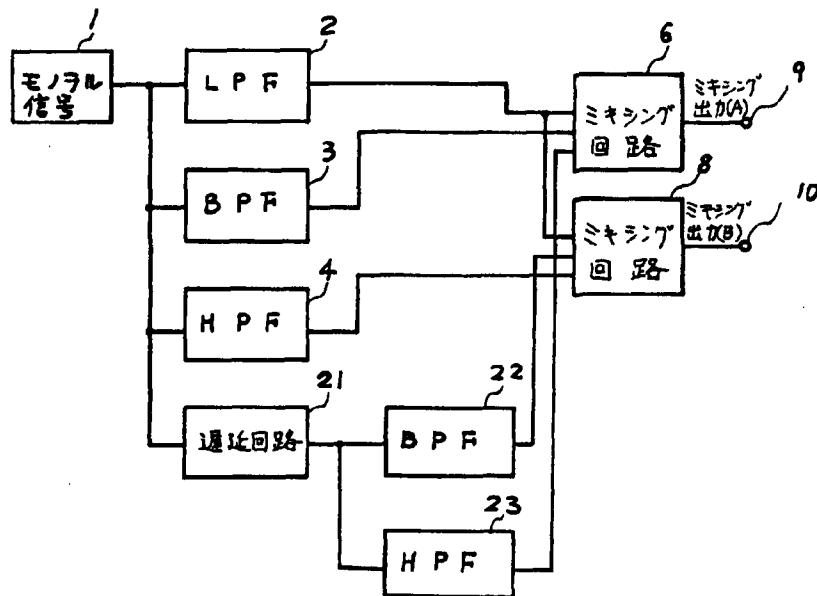 1
モノラル
信号
2
LPF
3
BPF
4
HPF
21
遅延回路
22
BPF
23
HPF
6
ミキシング
回路
ミキシング
出力(A)
9
8
ミキシング
回路
ミキシング
出力(B)
10